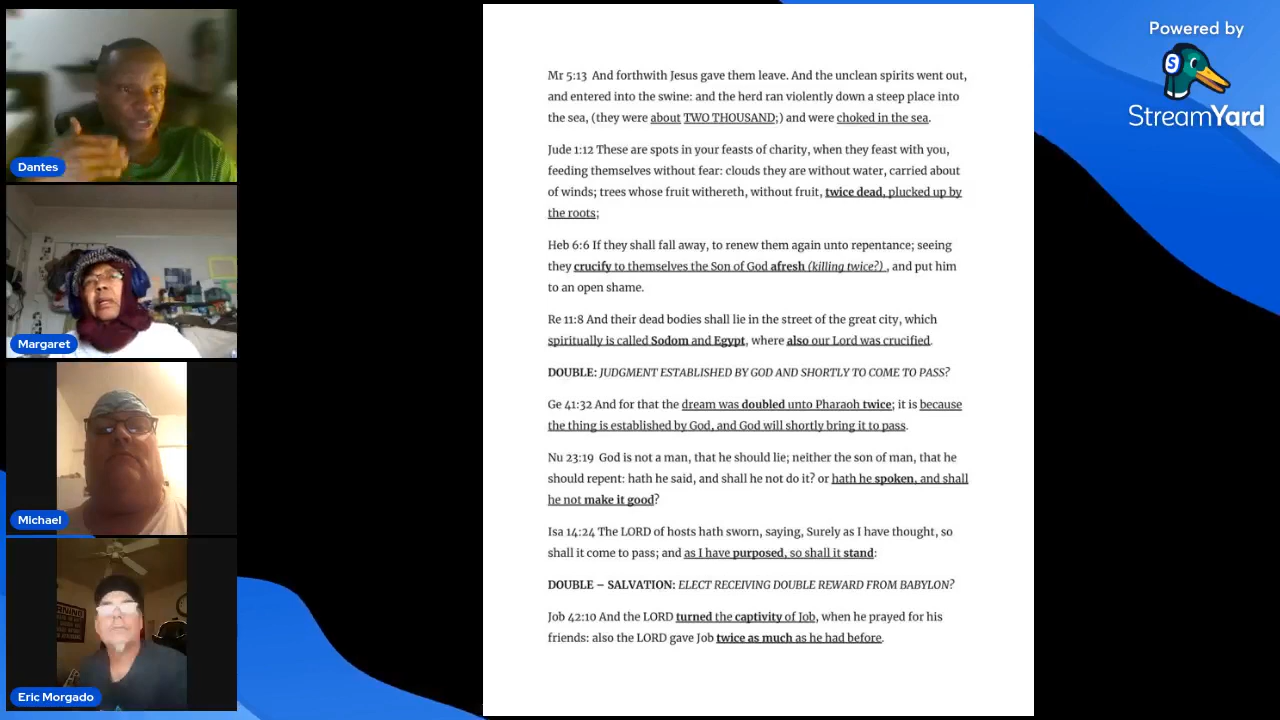 Dantes
Margaret
Michael
Eric Morgado
Mr 5:13 And forthwith Jesus gave them leave. And the unclean spirits went out,
and entered into the swine: and the herd ran violently down a steep place into
the sea, (they were about TWO THOUSAND;) and were choked in the sea.
Jude 1:12 These are spots in your feasts of charity, when they feast with you,
feeding themselves without fear: clouds they are without water, carried about
of winds; trees whose fruit withereth, without fruit, twice dead, plucked up by
the roots;
Heb 6:6 If they shall fall away, to renew them again unto repentance; seeing
they crucify to themselves the Son of God afresh (killing twice?) , and put him
to an open shame.
Re 11:8 And their dead bodies shall lie in the street of the great city, which
spiritually is called Sodom and Egypt, where also our Lord was crucified.
DOUBLE: JUDGMENT ESTABLISHED BY GOD AND SHORTLY TO COME TO PASS?
Ge 41:32 And for that the dream was doubled unto Pharaoh twice; it is because
the thing is established by God, and God will shortly bring it to pass.
Nu 23:19 God is not a man, that he should lie; neither the son of man, that he
should repent: hath he said, and shall he not do it? or hath he spoken, and shall
he not make it good?
Isa 14:24 The LORD of hosts hath sworn, saying, Surely as I have thought, so
shall it come to pass; and as I have purposed, so shall it stand:
DOUBLE – SALVATION: ELECT RECEIVING DOUBLE REWARD FROM BABYLON?
Job 42:10 And the LORD turned the captivity of Job, when he prayed for his
friends: also the LORD gave Job twice as much as he had before.
Powered by
S
StreamYard